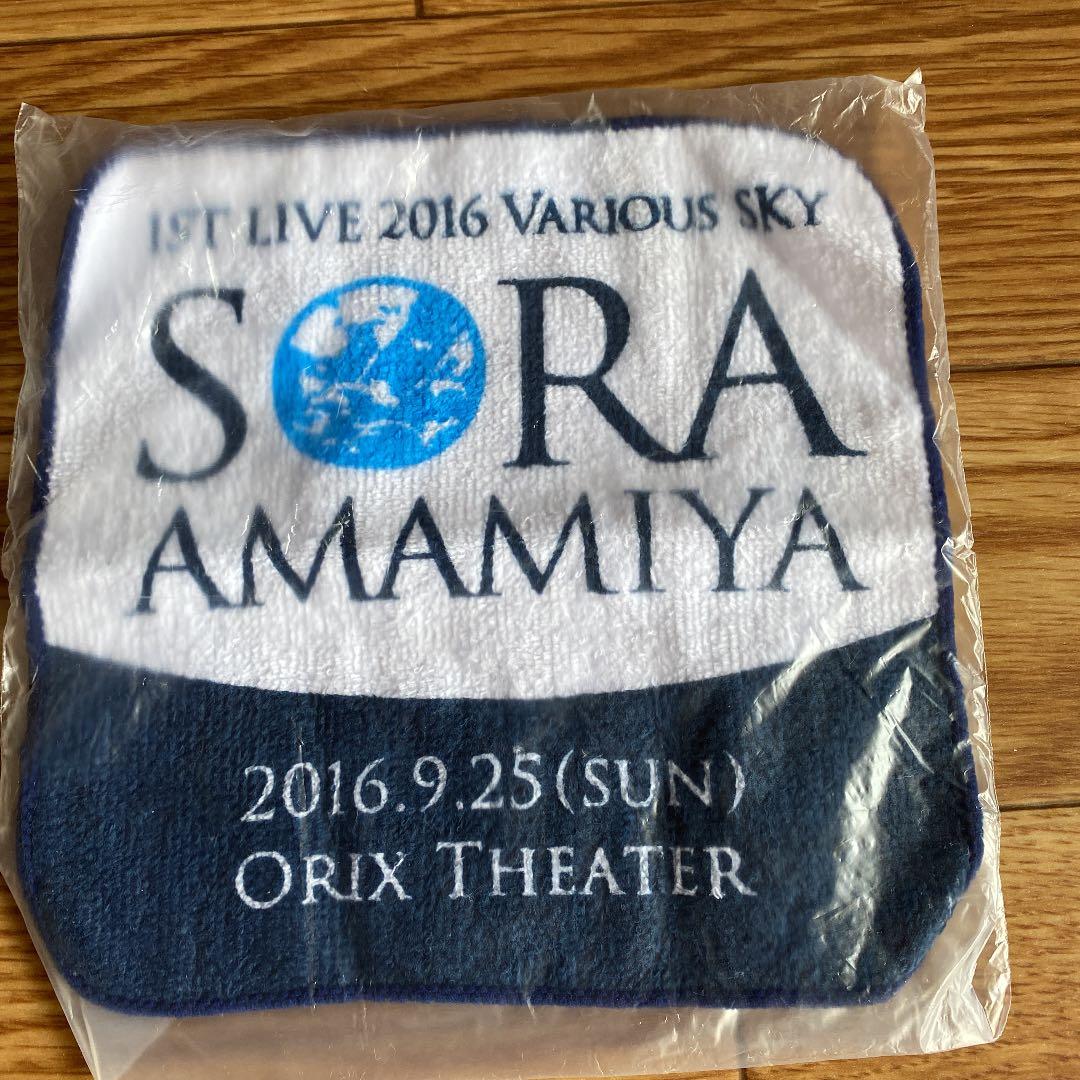 1ST LIVE 2016 VARIOUS SKY
SORA
AMAMIYA
2016.9.25(SUN)
ORIX THEATER